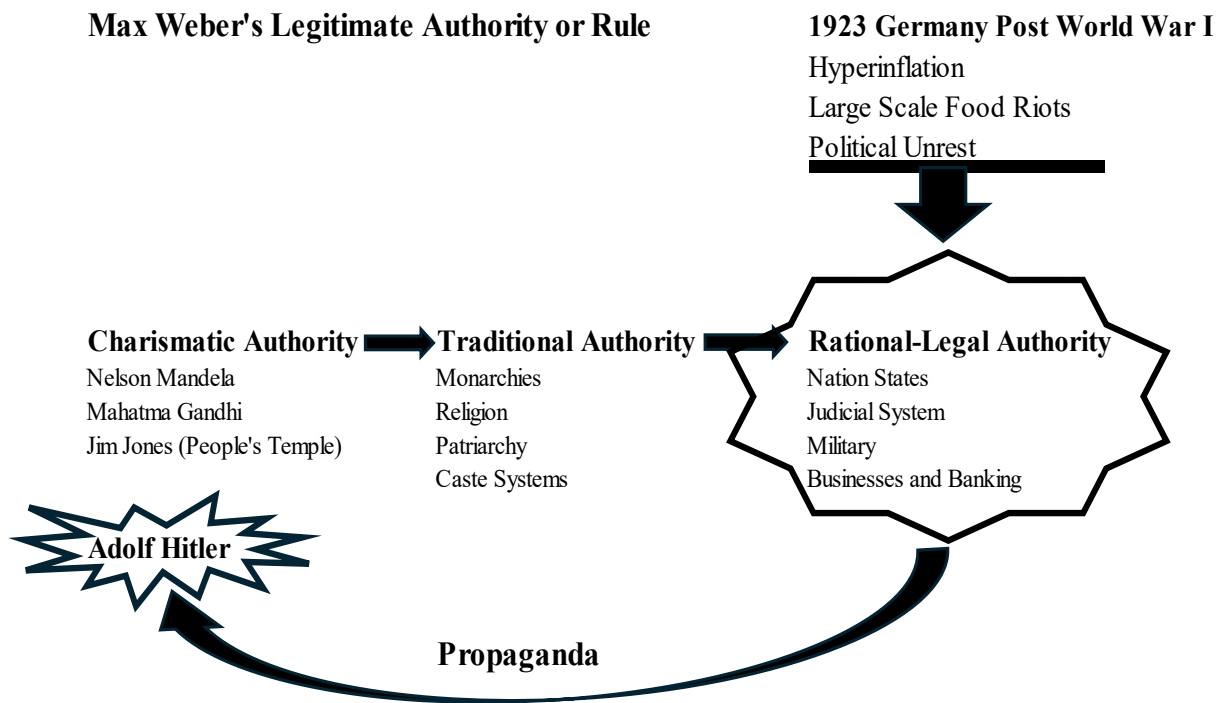 Max Weber's Legitimate Authority or Rule
1923 Germany Post World War I
Hyperinflation
Large Scale Food Riots
Political Unrest
Charismatic Authority
Nelson Mandela
Mahatma Gandhi
Jim Jones (People's Temple)
Traditional Authority
Monarchies
Religion
Patriarchy
Caste Systems
Rational-Legal Authority
Nation States
Judicial System
Military
Businesses and Banking
Adolf Hitler
Propaganda